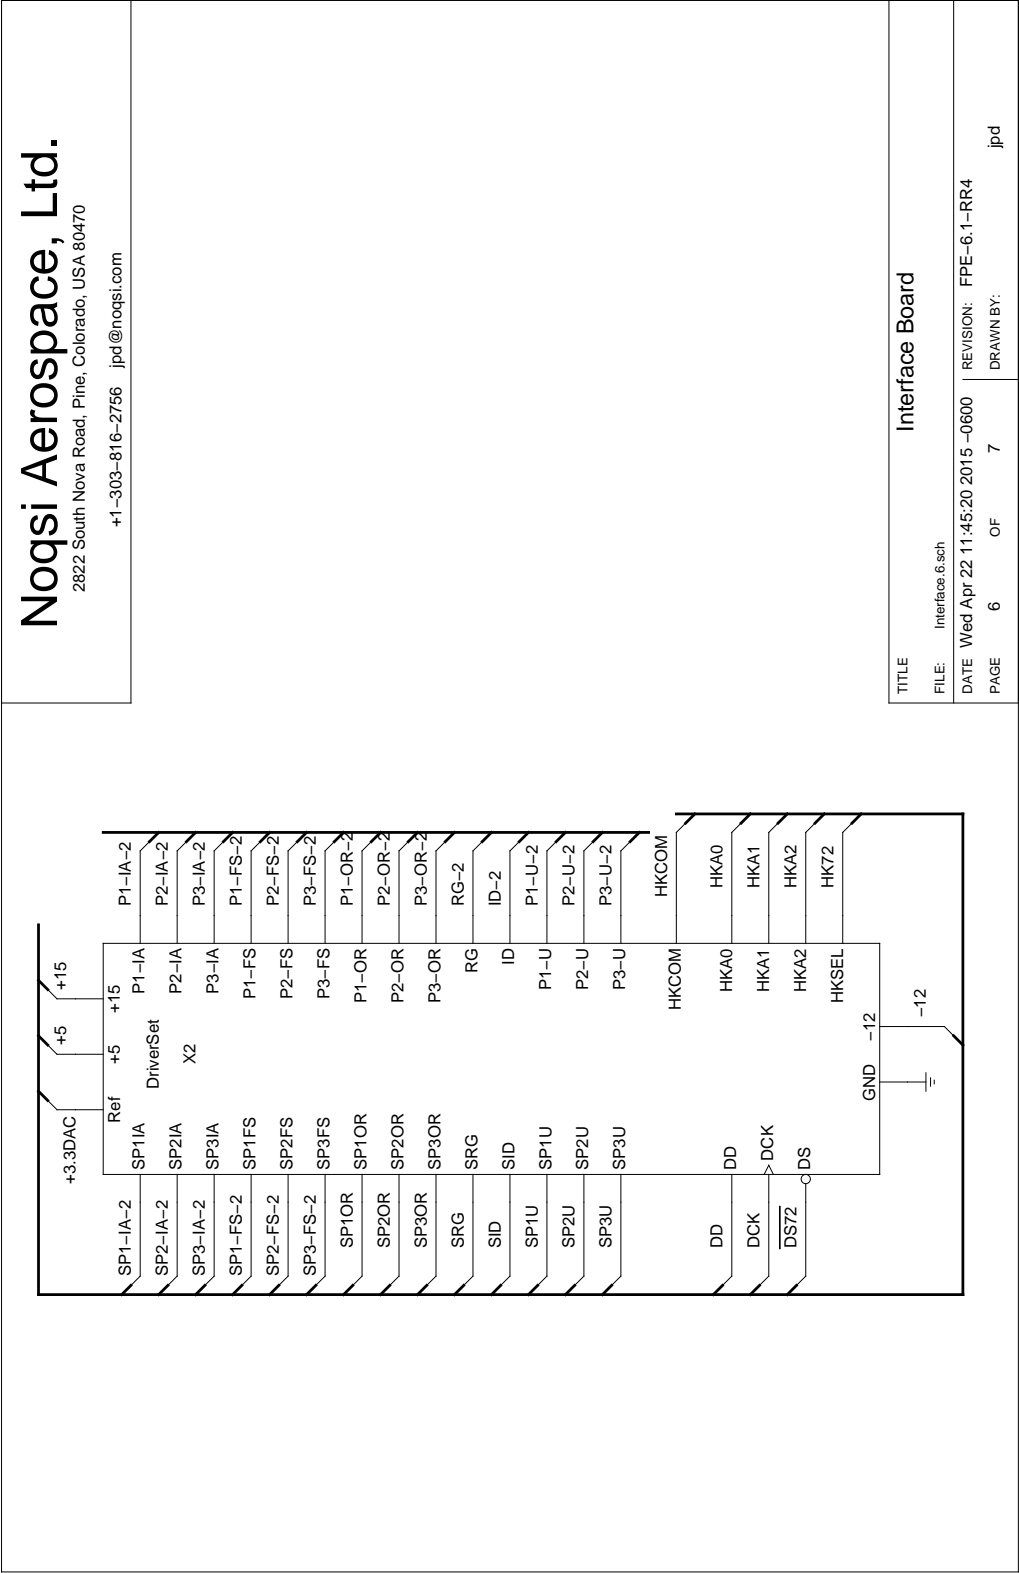 Noqsi Aerospace, Ltd.
2822 South Nova Road, Pine, Colorado, USA 80470
+1−303−816−2756 jpd@noqsi.com
+3.3DAC
+5
+15
Ref
+5
+15
DriverSet
X2
SP1−IA−2
SP1IA
P1−IA
P1−IA−2
SP2−IA−2
SP2IA
P2−IA
P2−IA−2
SP3−IA−2
SP3IA
P3−IA
P3−IA−2
SP1−FS−2
SP1FS
P1−FS
P1−FS−2
SP2−FS−2
SP2FS
P2−FS
P2−FS−2
SP3−FS−2
SP3FS
P3−FS
P3−FS−2
SP1OR
SP1OR
P1−OR
P1−OR−2
SP2OR
SP2OR
P2−OR
P2−OR−2
SP3OR
SP3OR
P3−OR
P3−OR−2
SRG
SRG
RG
RG−2
SID
SID
ID
ID−2
SP1U
SP1U
P1−U
P1−U−2
SP2U
SP2U
P2−U
P2−U−2
SP3U
SP3U
P3−U
P3−U−2
HKCOM
HKCOM
DD
DD
HKA0
HKA0
DCK
DCK
HKA1
HKA1
DS72
DS
HKA2
HKA2
HKSEL
HK72
GND
−12
−12
TITLE
Interface Board
FILE: Interface.6.sch
DATE Wed Apr 22 11:45:20 2015 −0600
REVISION: FPE−6.1−RR4
PAGE 6 OF 7
DRAWN BY: jpd